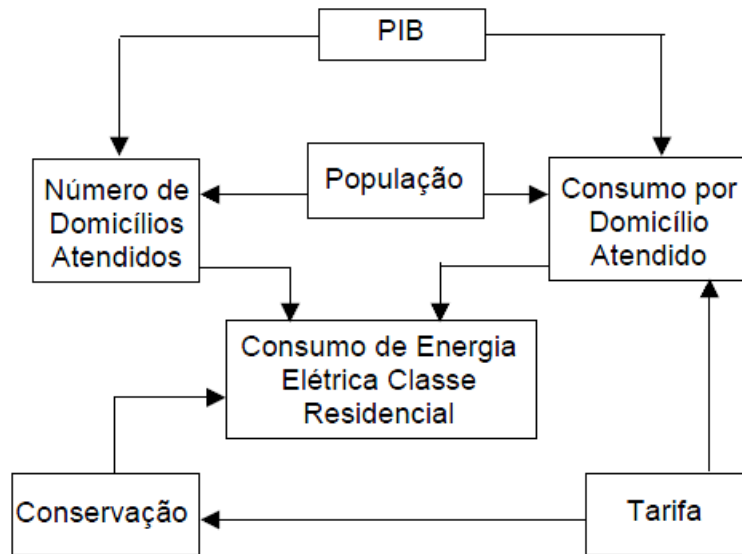 PIB
Número de
Domicílios
Atendidos
População
Consumo por
Domicílio
Atendido
Consumo de Energia
Elétrica Classe
Residencial
Conservação
Tarifa